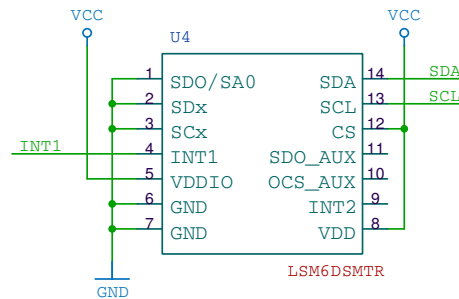 VCC
VCC
U4
1 SDO/SA0 SDA 14 SDA
2 SDx SCL 13 SCL
3 SCx CS 12
INT1 4 INT1 SDO_AUX 11
5 VDDIO OCS_AUX 10
6 GND INT2 9
7 GND VDD 8
LSM6DSMTR
GND